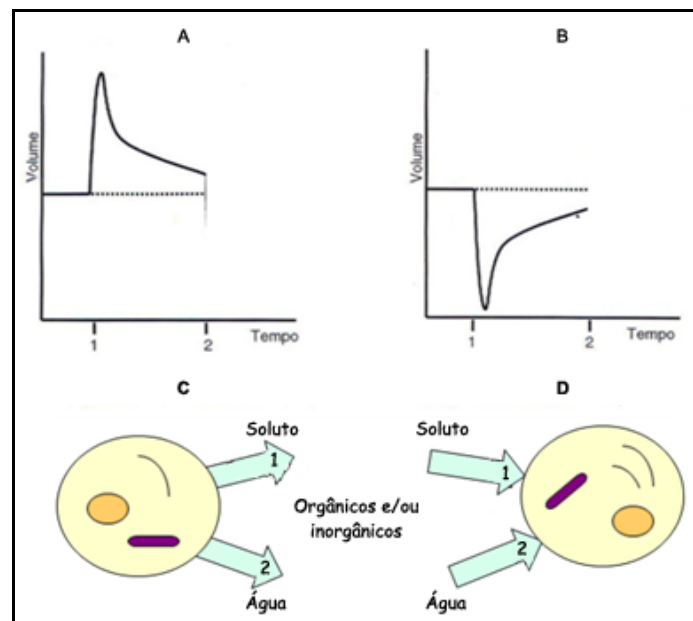 A
B
Volume
Volume
1
2
Tempo
1
2
Tempo
C
D
Soluto
Soluto
1
1
Orgânicos e/ou
inorgânicos
2
2
Água
Água